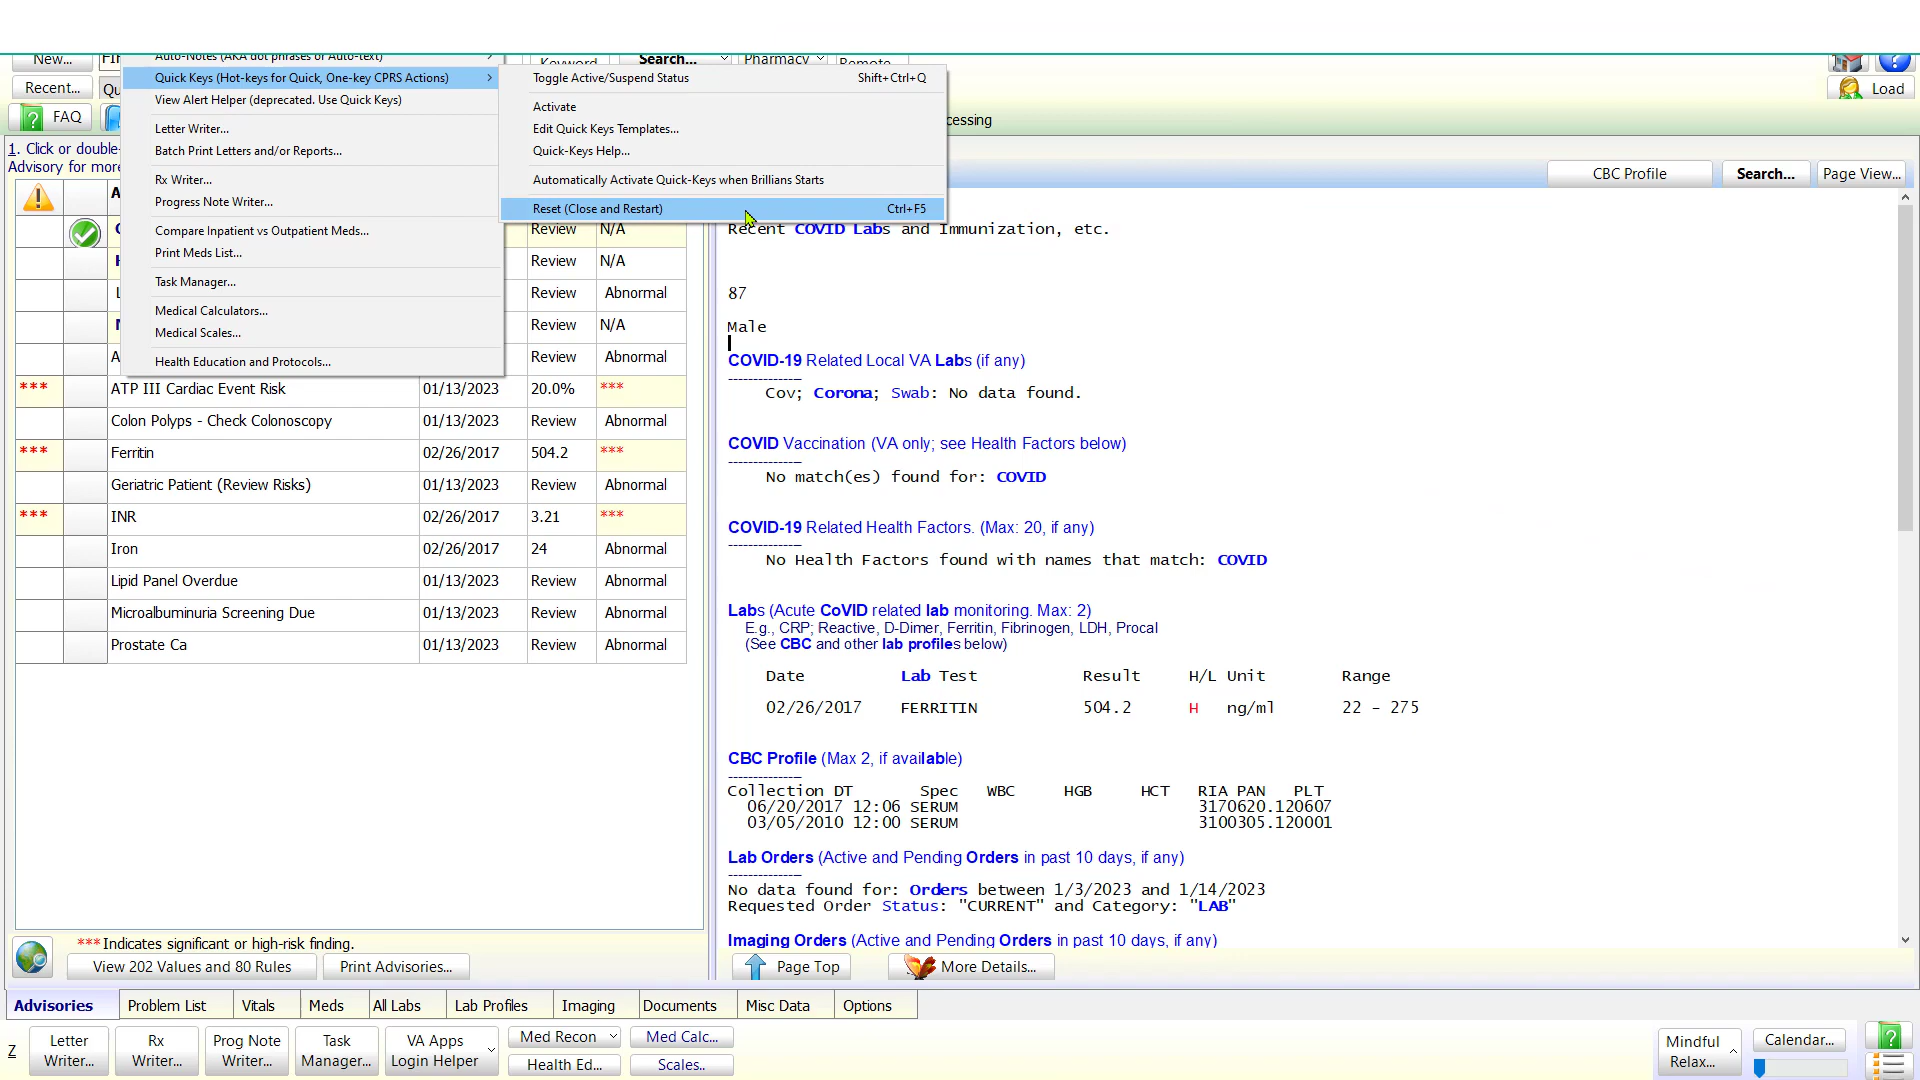 New...
Auto-Notes (AKA dot phrases or Auto-text)
Keyword
Search...
Pharmacy
Remote
Recent...
Qu
Load
FAQ
cessing
Quick Keys (Hot-keys for Quick, One-key CPRS Actions)
View Alert Helper (deprecated. Use Quick Keys)
Letter Writer...
Batch Print Letters and/or Reports...
Rx Writer...
Progress Note Writer...
Compare Inpatient vs Outpatient Meds...
Print Meds List...
Task Manager...
Medical Calculators...
Medical Scales...
Health Education and Protocols...
Toggle Active/Suspend Status Shift+Ctrl+Q
Activate
Edit Quick Keys Templates...
Quick-Keys Help...
Automatically Activate Quick-Keys when Brillians Starts
Reset (Close and Restart) Ctrl+F5
1. Click or double-
Advisory for more
A
Review N/A
Review N/A
Review Abnormal
Review N/A
Review Abnormal
*** ATP III Cardiac Event Risk 01/13/2023 20.0% ***
Colon Polyps - Check Colonoscopy 01/13/2023 Review Abnormal
*** Ferritin 02/26/2017 504.2 ***
Geriatric Patient (Review Risks) 01/13/2023 Review Abnormal
*** INR 02/26/2017 3.21 ***
Iron 02/26/2017 24 Abnormal
Lipid Panel Overdue 01/13/2023 Review Abnormal
Microalbuminuria Screening Due 01/13/2023 Review Abnormal
Prostate Ca 01/13/2023 Review Abnormal
*** Indicates significant or high-risk finding.
View 202 Values and 80 Rules
Print Advisories...
CBC Profile
Search...
Page View...
Recent COVID Labs and Immunization, etc.
87
Male
COVID-19 Related Local VA Labs (if any)
--------------
Cov; Corona; Swab: No data found.
COVID Vaccination (VA only; see Health Factors below)
--------------
No match(es) found for: COVID
COVID-19 Related Health Factors. (Max: 20, if any)
--------------
No Health Factors found with names that match: COVID
Labs (Acute CoVID related lab monitoring. Max: 2)
E.g., CRP; Reactive, D-Dimer, Ferritin, Fibrinogen, LDH, Procal
(See CBC and other lab profiles below)
Date Lab Test Result H/L Unit Range
02/26/2017 FERRITIN 504.2 H ng/ml 22 - 275
CBC Profile (Max 2, if available)
--------------
Collection DT Spec WBC HGB HCT RIA PAN PLT
06/20/2017 12:06 SERUM 3170620.120607
03/05/2010 12:00 SERUM 3100305.120001
Lab Orders (Active and Pending Orders in past 10 days, if any)
--------------
No data found for: Orders between 1/3/2023 and 1/14/2023
Requested Order Status: "CURRENT" and Category: "LAB"
Imaging Orders (Active and Pending Orders in past 10 days, if any)
Page Top
More Details...
Advisories
Problem List
Vitals
Meds
All Labs
Lab Profiles
Imaging
Documents
Misc Data
Options
Z
Letter
Writer...
Rx
Writer...
Prog Note
Writer...
Task
Manager...
VA Apps
Login Helper
Med Recon
Health Ed...
Med Calc...
Scales..
Mindful
Relax...
Calendar...